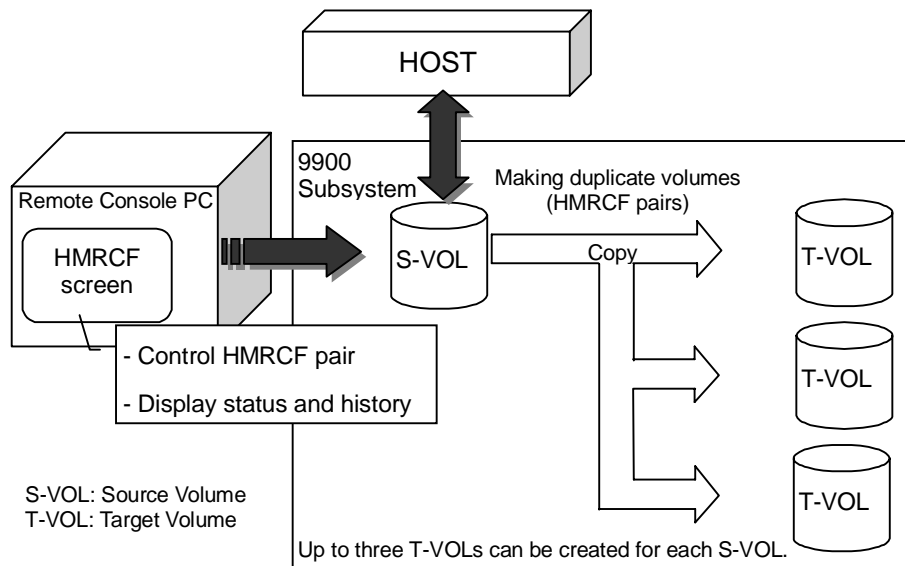 HOST
9900
Subsystem
Making duplicate volumes
(HMRCF pairs)
Remote Console PC
HMRCF
screen
S-VOL
Copy
T-VOL
T-VOL
T-VOL
- Control HMRCF pair
- Display status and history
S-VOL: Source Volume
T-VOL: Target Volume
Up to three T-VOLs can be created for each S-VOL.